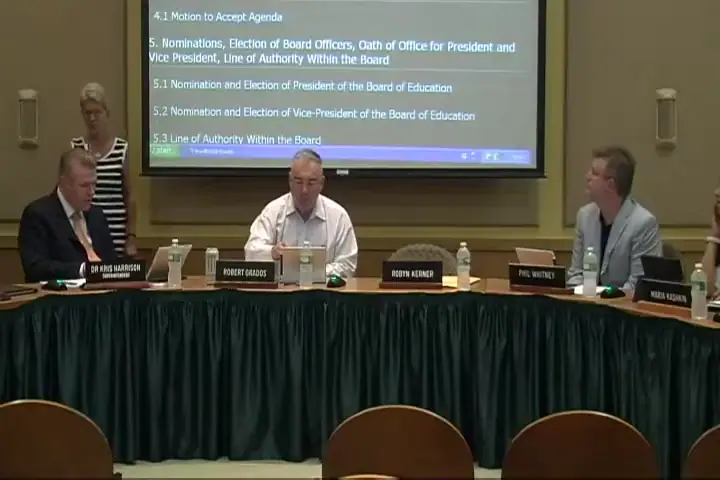 4.1 Motion to Accept Agenda
5. Nominations, Election of Board Officers, Oath of Office for President and
Vice President, Line of Authority Within the Board
5.1 Nomination and Election of President of the Board of Education
5.2 Nomination and Election of Vice-President of the Board of Education
5.3 Line of Authority Within the Board
start
DR KRIS HARRISON
SUPERINTENDENT
ROBERT GRADOS
ROBYN KERNER
PHIL WHITNEY
MARIA KASHKIN